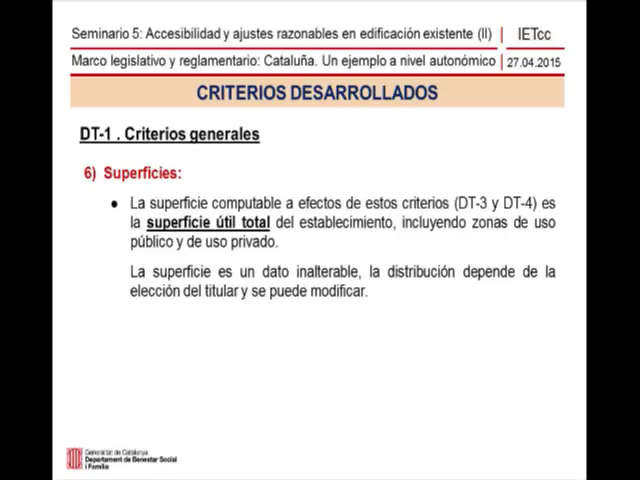 Seminario 5: Accesibilidad y ajustes razonables en edificación existente (II)
IETcc
Marco legislativo y reglamentario: Cataluña. Un ejemplo a nivel autonómico
27.04.2015
CRITERIOS DESARROLLADOS
DT-1 . Criterios generales
6) Superficies:
● La superficie computable a efectos de estos criterios (DT-3 y DT-4) es
la superficie útil total del establecimiento, incluyendo zonas de uso
público y de uso privado.
La superficie es un dato inalterable, la distribución depende de la
elección del titular y se puede modificar.
Generalitat de Catalunya
Departament de Benestar Social
i Família